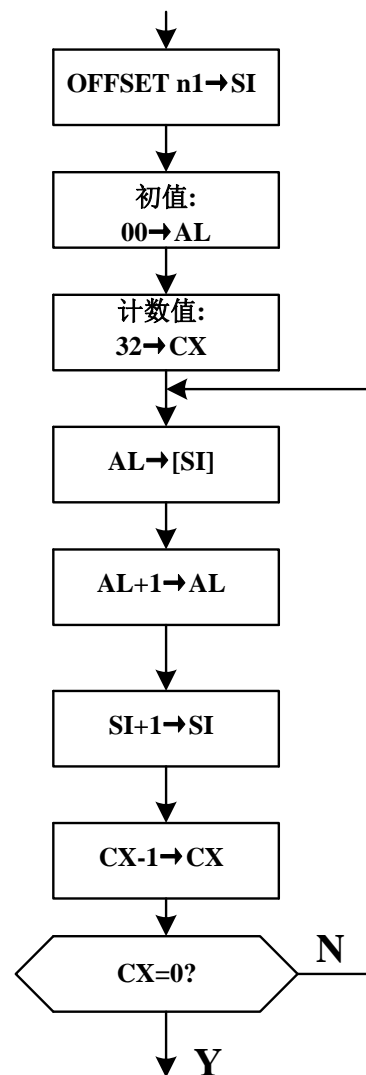 OFFSET n1→SI
初值:
00→AL
计数值:
32→CX
AL→[SI]
AL+1→AL
SI+1→SI
CX-1→CX
CX=0?
N
Y